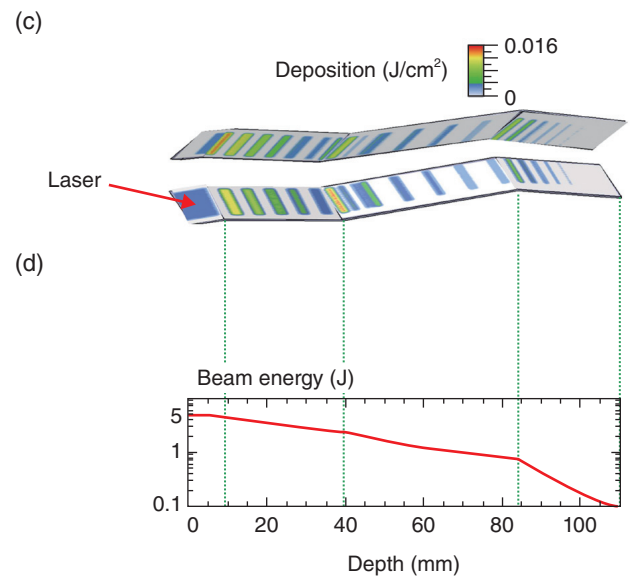 (c)
Deposition (J/cm²)
0.016
0
Laser
(d)
Beam energy (J)
5
1
0.1
0 20 40 60 80 100
Depth (mm)